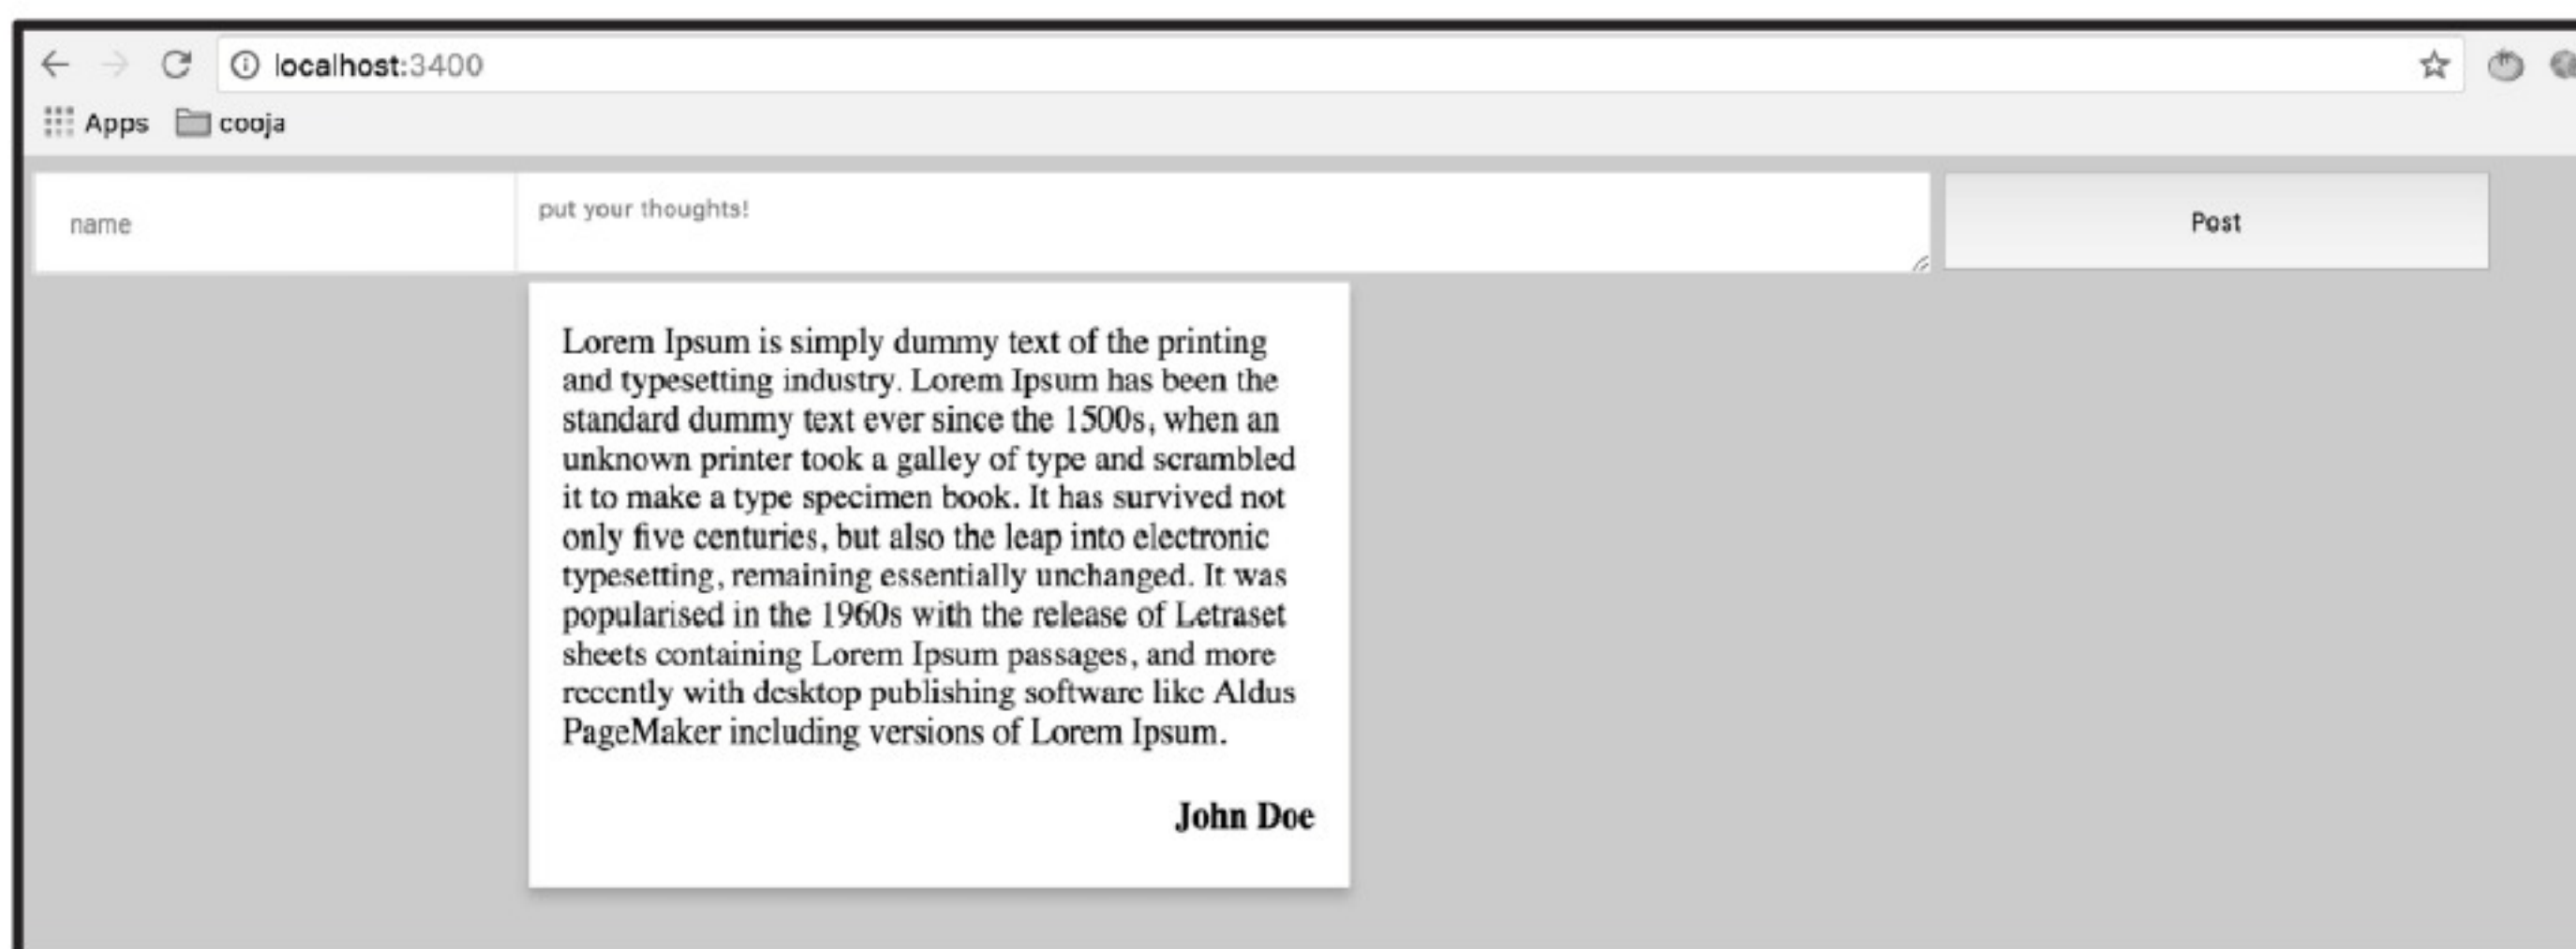 localhost:3400
Apps cooja
name put your thoughts! Post
Lorem Ipsum is simply dummy text of the printing
and typesetting industry. Lorem Ipsum has been the
standard dummy text ever since the 1500s, when an
unknown printer took a galley of type and scrambled
it to make a type specimen book. It has survived not
only five centuries, but also the leap into electronic
typesetting, remaining essentially unchanged. It was
popularised in the 1960s with the release of Letraset
sheets containing Lorem Ipsum passages, and more
recently with desktop publishing software like Aldus
PageMaker including versions of Lorem Ipsum.
John Doe